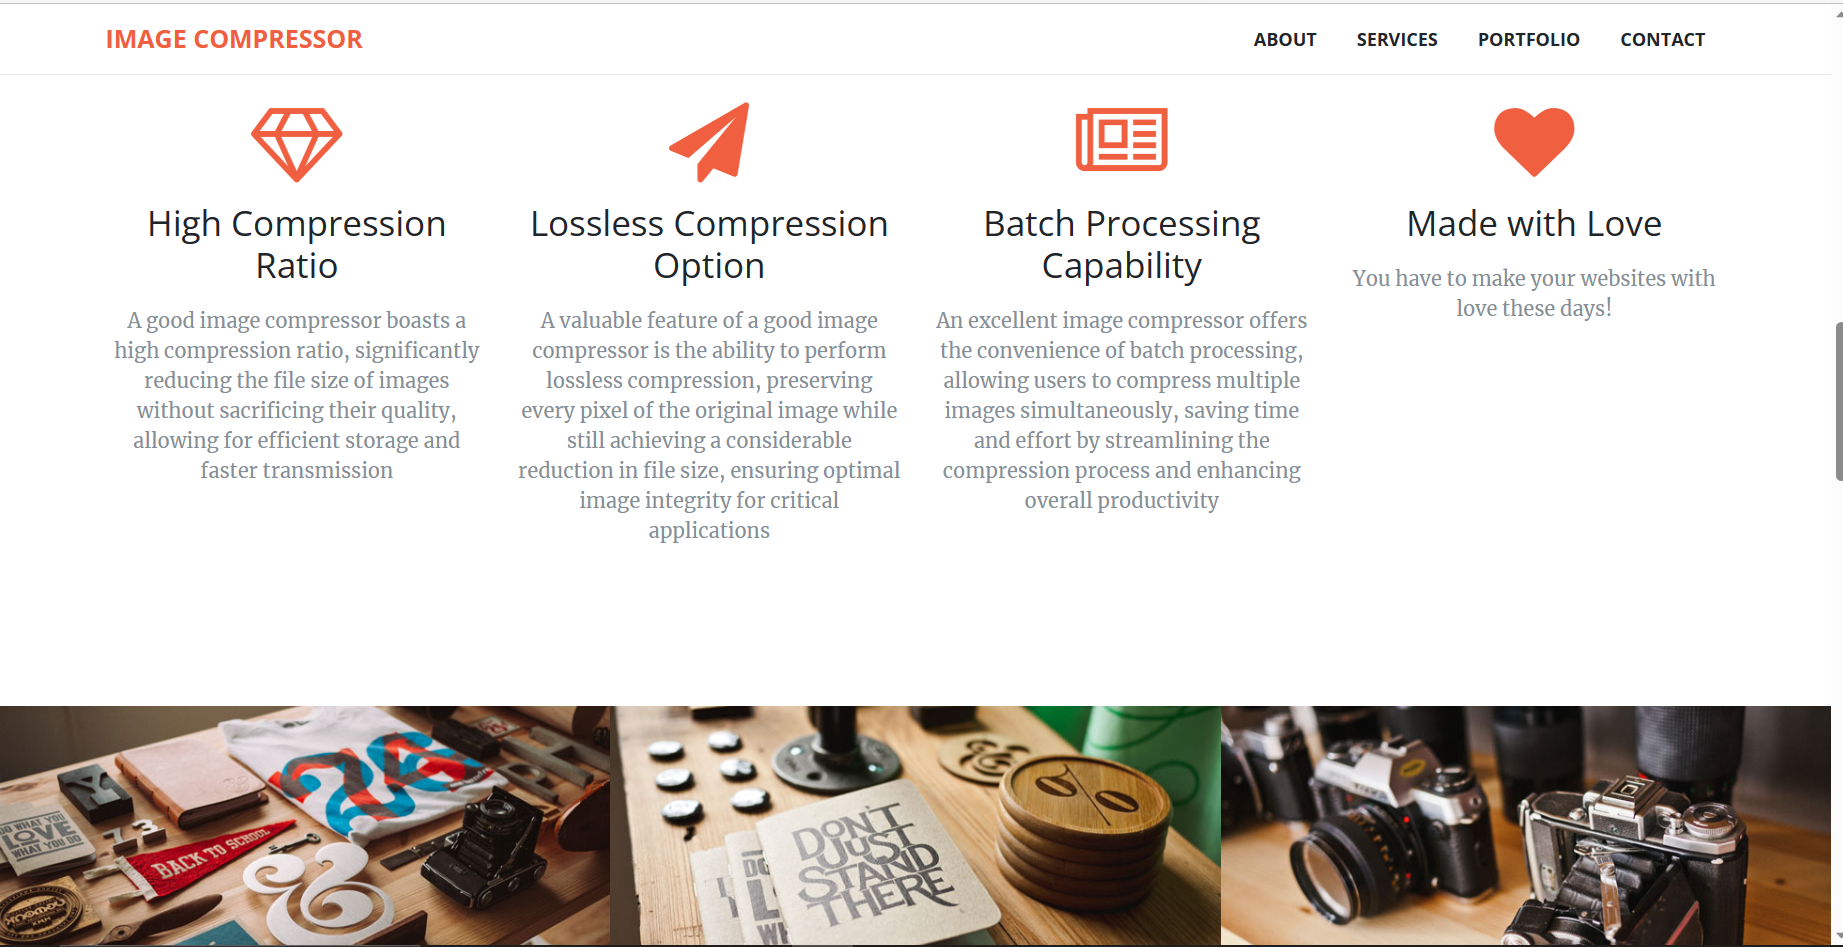 IMAGE COMPRESSOR
ABOUT SERVICES PORTFOLIO CONTACT
High Compression
Ratio
A good image compressor boasts a
high compression ratio, significantly
reducing the file size of images
without sacrificing their quality,
allowing for efficient storage and
faster transmission
Lossless Compression
Option
A valuable feature of a good image
compressor is the ability to perform
lossless compression, preserving
every pixel of the original image while
still achieving a considerable
reduction in file size, ensuring optimal
image integrity for critical
applications
Batch Processing
Capability
An excellent image compressor offers
the convenience of batch processing,
allowing users to compress multiple
images simultaneously, saving time
and effort by streamlining the
compression process and enhancing
overall productivity
Made with Love
You have to make your websites with
love these days!
Y
DO WHAT YOU
LOVE
WHAT YOU DO
7 3
BACK TO SCHOOL
&
DON'T
JUST
STAND
THERE
%
&